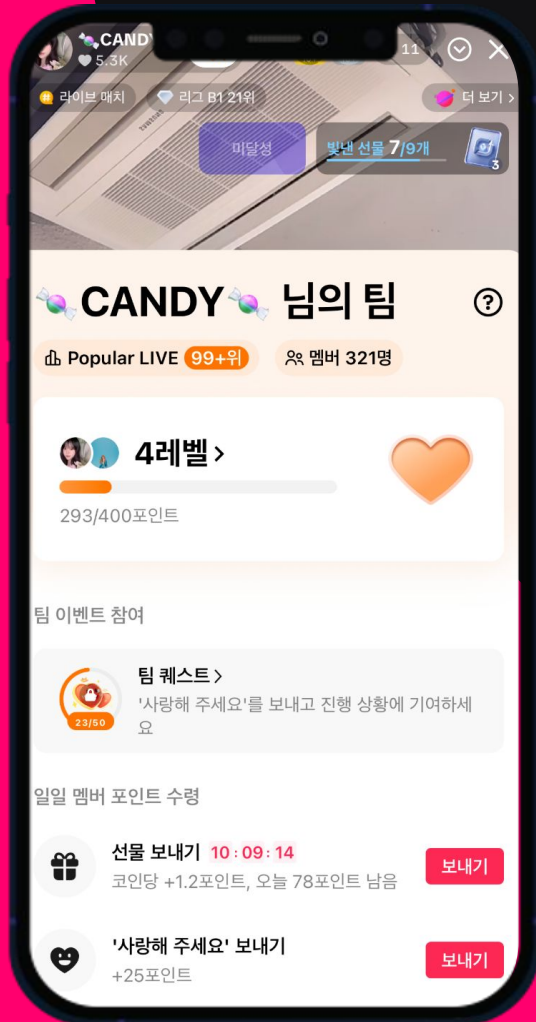 CANDY
5.3K
11
라이브 매치
리그 B1 21위
더 보기 >
미달성
빛낸 선물 7/9개
3
CANDY 님의 팀
Popular LIVE 99+위
멤버 321명
4레벨 >
293/400포인트
팀 이벤트 참여
팀 퀘스트 >
'사랑해 주세요'를 보내고 진행 상황에 기여하세
요
23/50
일일 멤버 포인트 수령
선물 보내기 10:09:14
코인당 +1.2포인트, 오늘 78포인트 남음
보내기
'사랑해 주세요' 보내기
+25포인트
보내기